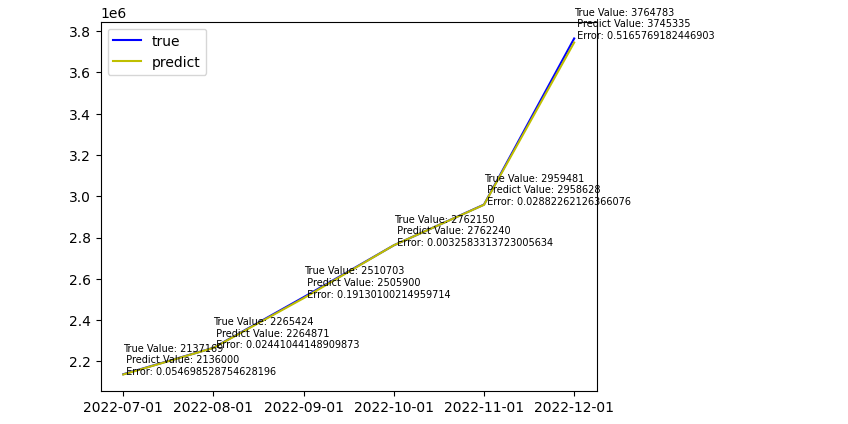 1e6
true
predict
3.8
3.6
3.4
3.2
3.0
2.8
2.6
2.4
2.2
True Value: 3764783
Predict Value: 3745335
Error: 0.5165769182446903
True Value: 2959481
Predict Value: 2958628
Error: 0.02882262126366076
True Value: 2762150
Predict Value: 2762240
Error: 0.0032583313723005634
True Value: 2510703
Predict Value: 2505900
Error: 0.19130100214959714
True Value: 2265424
Predict Value: 2264871
Error: 0.02441044148909873
True Value: 2137169
Predict Value: 2136000
Error: 0.054698528754628196
2022-07-01 2022-08-01 2022-09-01 2022-10-01 2022-11-01 2022-12-01